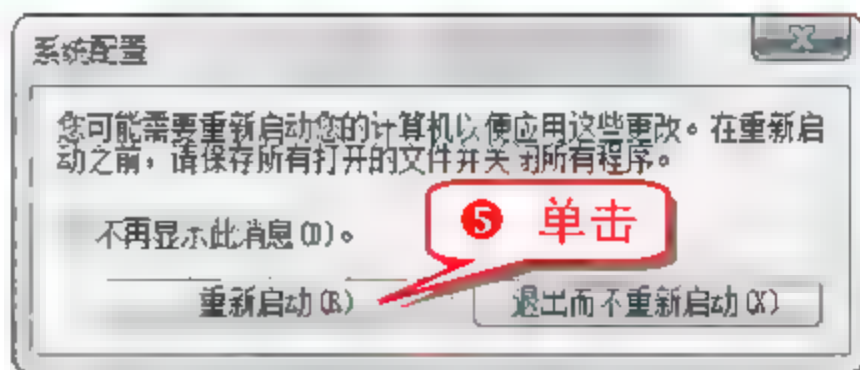 系统配置
您可能需要重新启动您的计算机以便应用这些更改。在重新启
动之前，请保存所有打开的文件并关闭所有程序。
不再显示此消息(D)。
❺ 单击
重新启动(R)
退出而不重新启动(X)